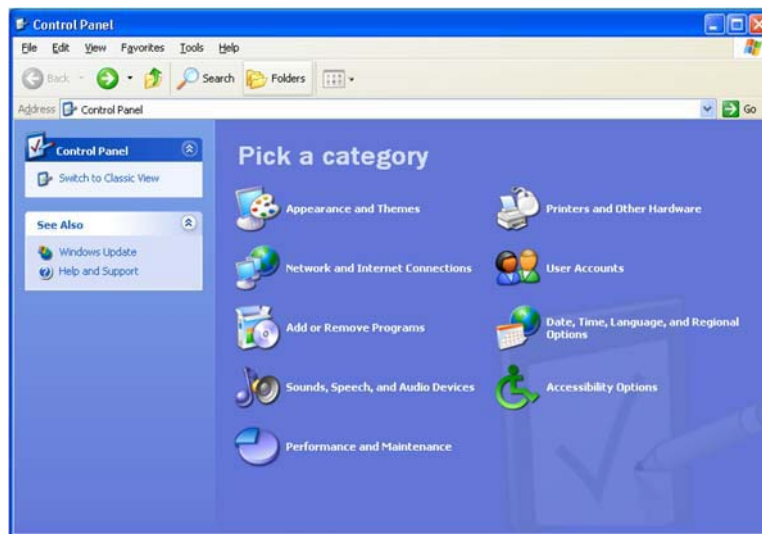 Control Panel
File Edit View Favorites Tools Help
Back Search Folders
Address Control Panel Go
Control Panel
Switch to Classic View
See Also
Windows Update
Help and Support
Pick a category
Appearance and Themes
Printers and Other Hardware
Network and Internet Connections
User Accounts
Add or Remove Programs
Date, Time, Language, and Regional
Options
Sounds, Speech, and Audio Devices
Accessibility Options
Performance and Maintenance